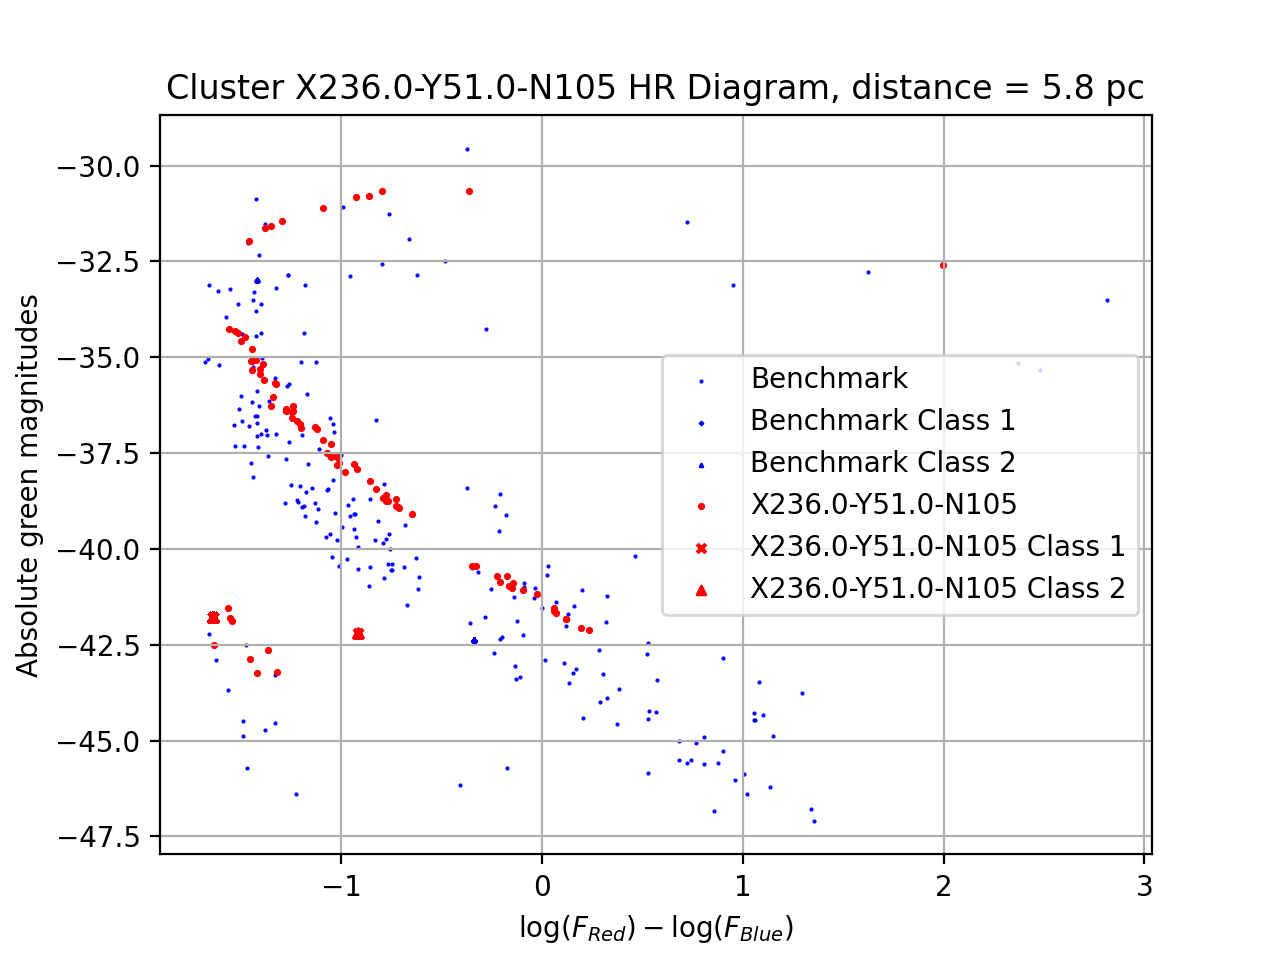 Cluster X236.0-Y51.0-N105 HR Diagram, distance = 5.8 pc
Absolute green magnitudes
−30.0
−32.5
−35.0
−37.5
−40.0
−42.5
−45.0
−47.5
Benchmark
Benchmark Class 1
Benchmark Class 2
X236.0-Y51.0-N105
X236.0-Y51.0-N105 Class 1
X236.0-Y51.0-N105 Class 2
−1 0 1 2 3
log(F_Red) − log(F_Blue)